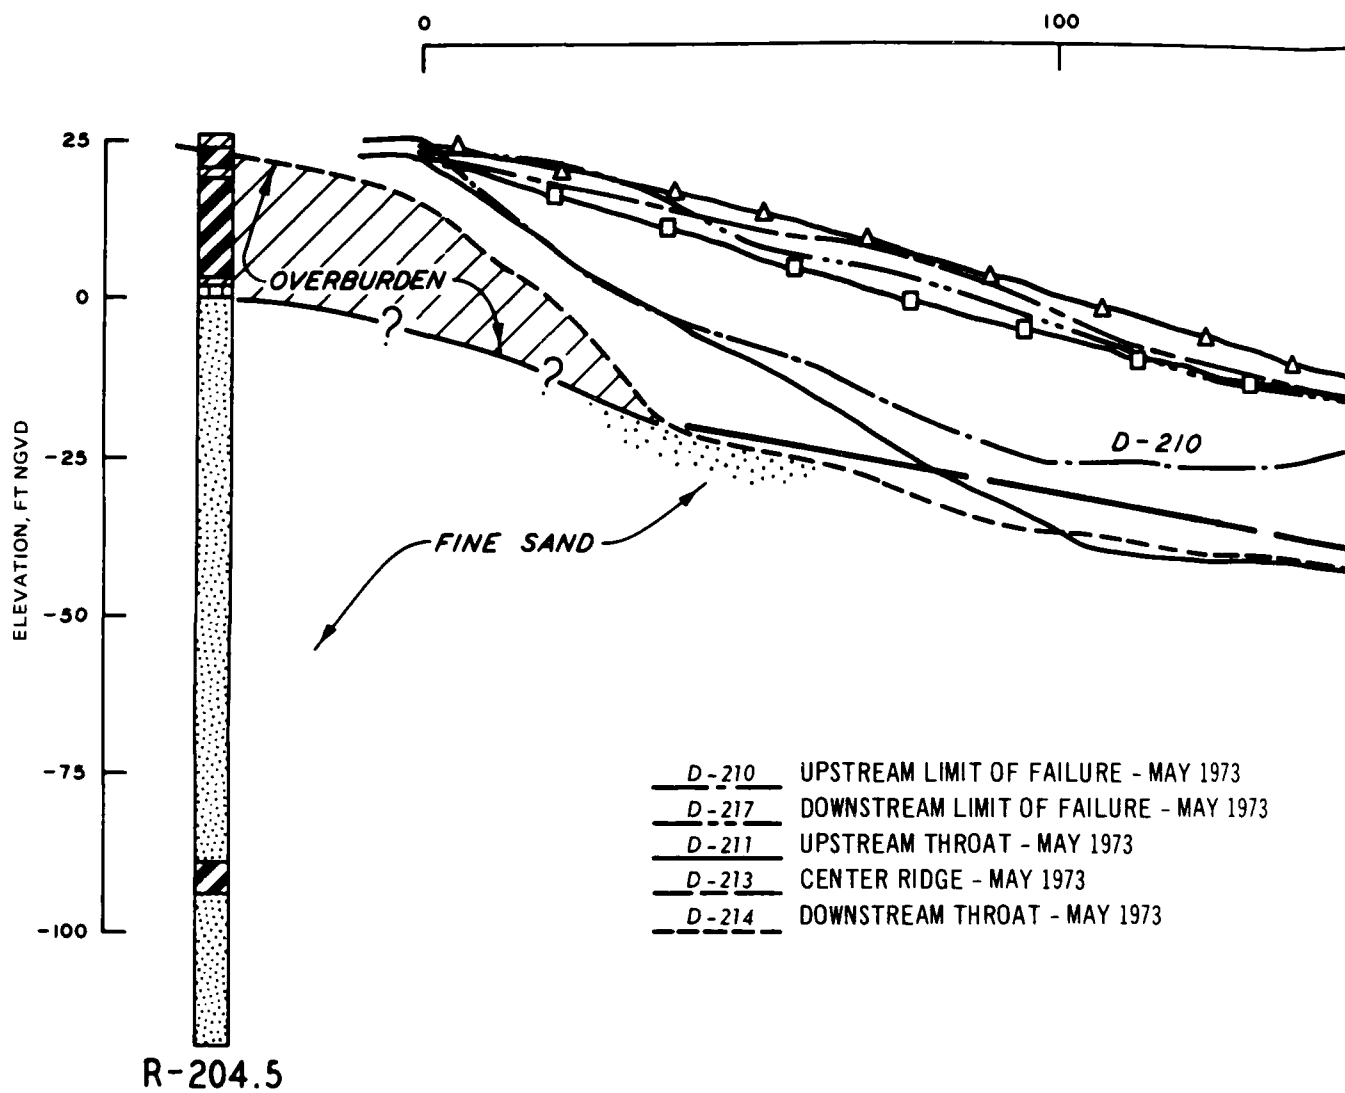 0 100
25
0
-25
-50
-75
-100
ELEVATION, FT NGVD
OVERBURDEN
?
?
D-210
FINE SAND
D-210 UPSTREAM LIMIT OF FAILURE - MAY 1973
D-217 DOWNSTREAM LIMIT OF FAILURE - MAY 1973
D-211 UPSTREAM THROAT - MAY 1973
D-213 CENTER RIDGE - MAY 1973
D-214 DOWNSTREAM THROAT - MAY 1973
R-204.5